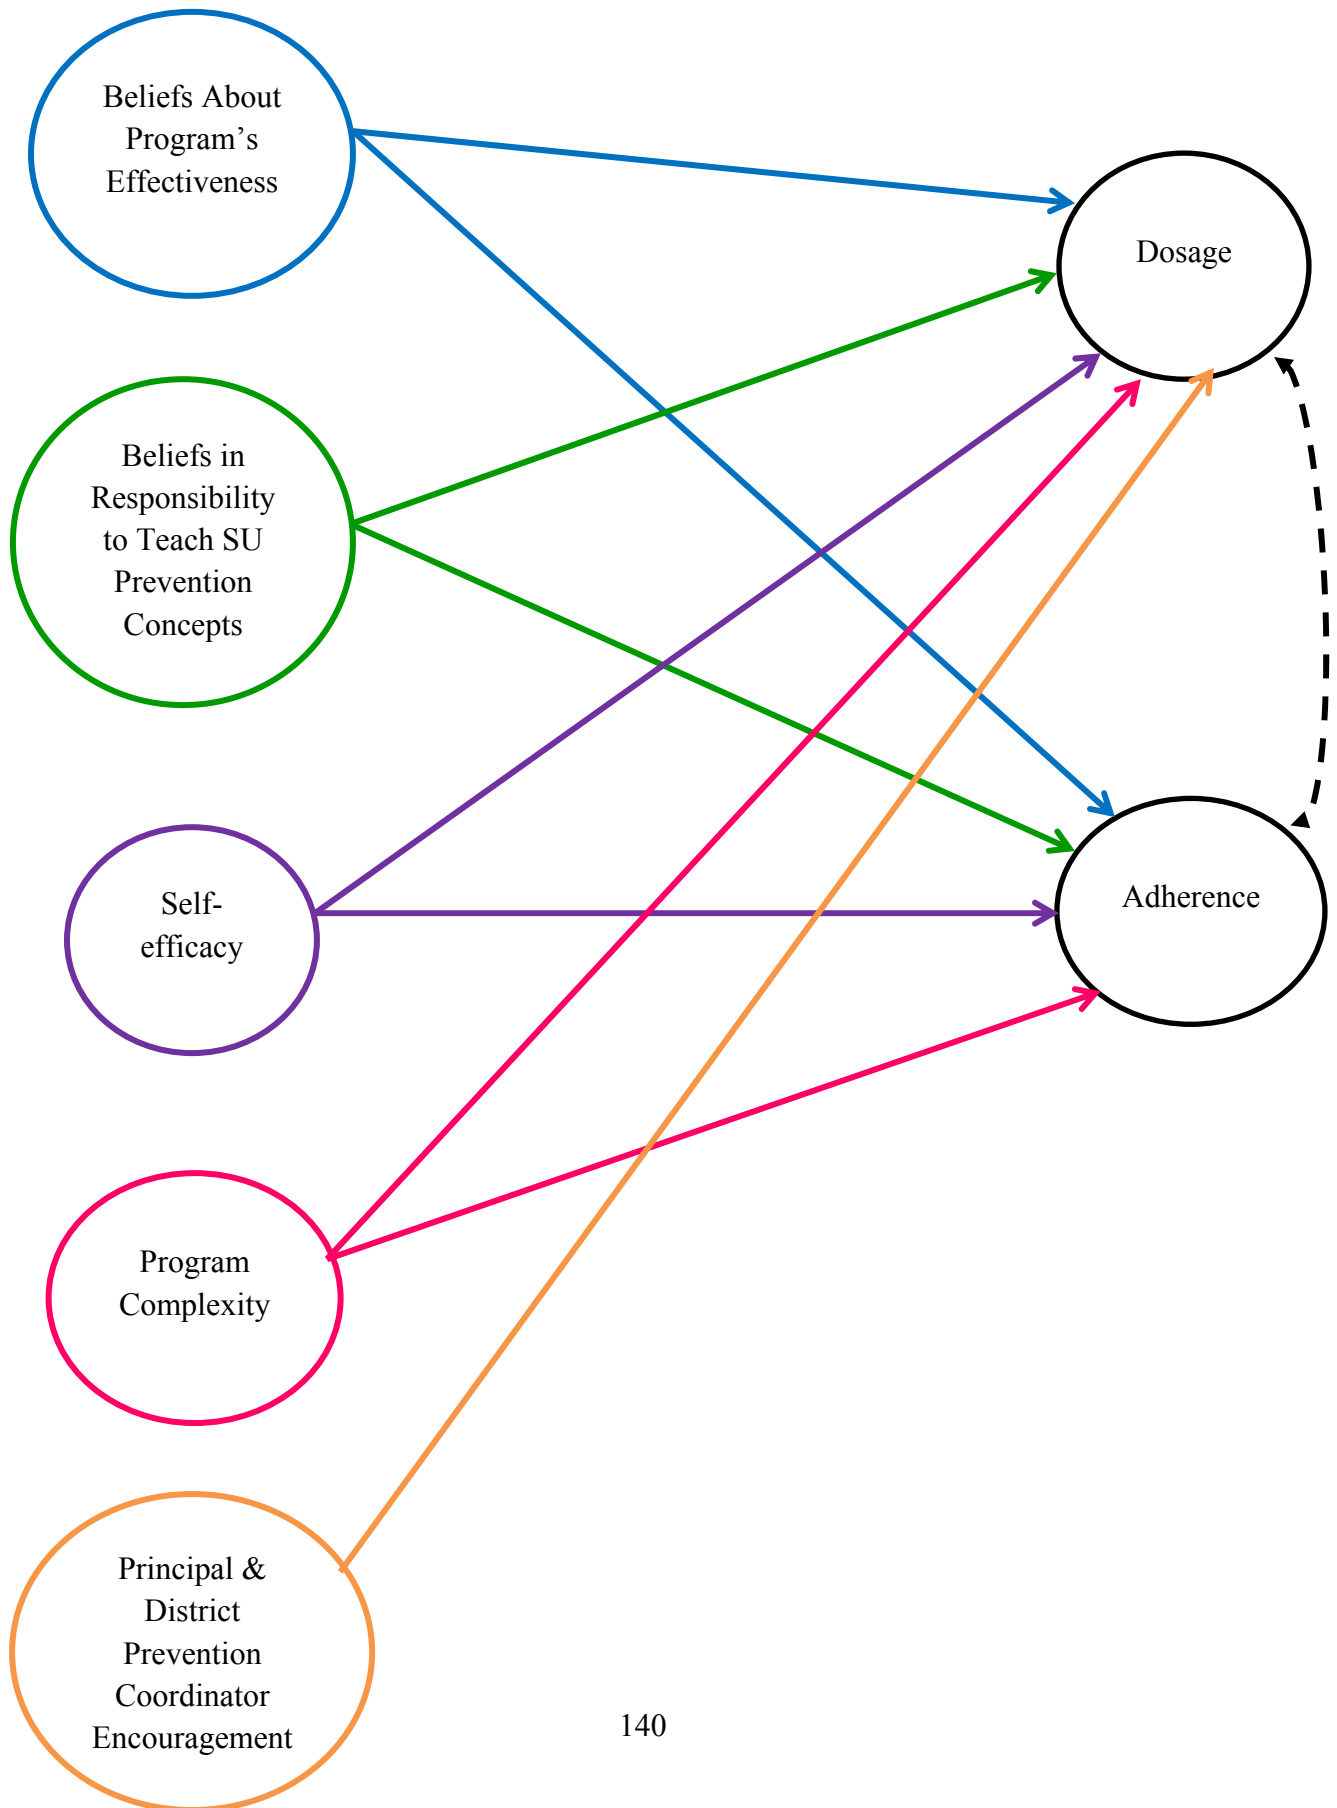 Beliefs About
Program’s
Effectiveness
Dosage
Beliefs in
Responsibility
to Teach SU
Prevention
Concepts
Self-
efficacy
Adherence
Program
Complexity
Principal &
District
Prevention
Coordinator
Encouragement
140